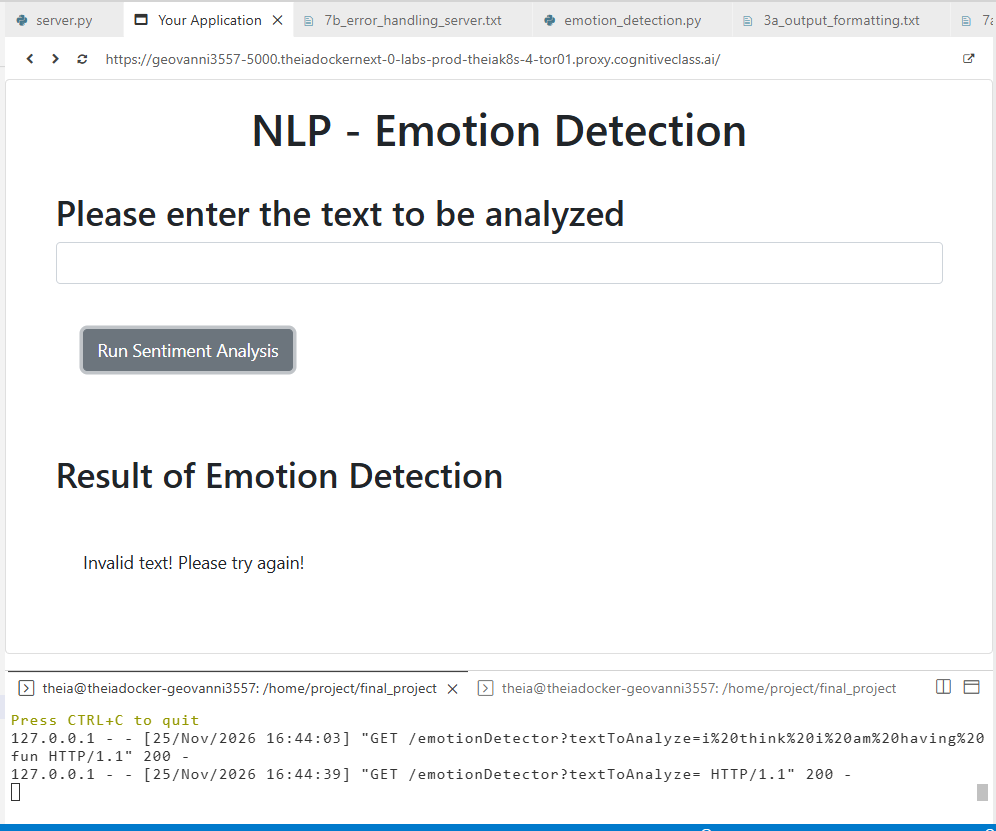 server.py Your Application 7b_error_handling_server.txt emotion_detection.py 3a_output_formatting.txt
https://geovanni3557-5000.theiadockernext-0-labs-prod-theiak8s-4-tor01.proxy.cognitiveclass.ai/
NLP - Emotion Detection
Please enter the text to be analyzed
Run Sentiment Analysis
Result of Emotion Detection
Invalid text! Please try again!
theia@theiadocker-geovanni3557: /home/project/final_project theia@theiadocker-geovanni3557: /home/project/final_project
Press CTRL+C to quit
127.0.0.1 - - [25/Nov/2026 16:44:03] "GET /emotionDetector?textToAnalyze=i%20think%20i%20am%20having%20
fun HTTP/1.1" 200 -
127.0.0.1 - - [25/Nov/2026 16:44:39] "GET /emotionDetector?textToAnalyze= HTTP/1.1" 200 -